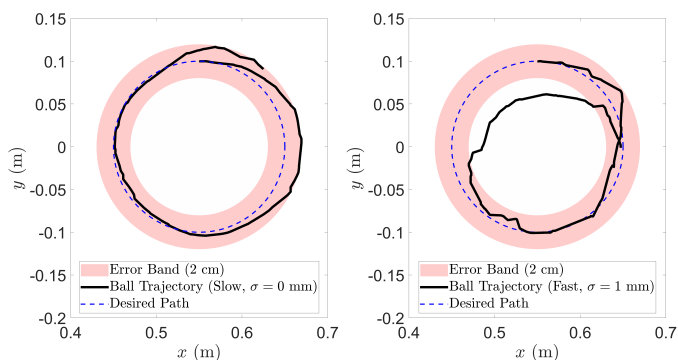 0.15
0.1
0.05
0
-0.05
-0.1
-0.15
-0.2
y (m)
Error Band (2 cm)
Ball Trajectory (Slow, σ = 0 mm)
Desired Path
0.4 0.5 0.6 0.7
x (m)
0.15
0.1
0.05
0
-0.05
-0.1
-0.15
-0.2
y (m)
Error Band (2 cm)
Ball Trajectory (Fast, σ = 1 mm)
Desired Path
0.4 0.5 0.6 0.7
x (m)